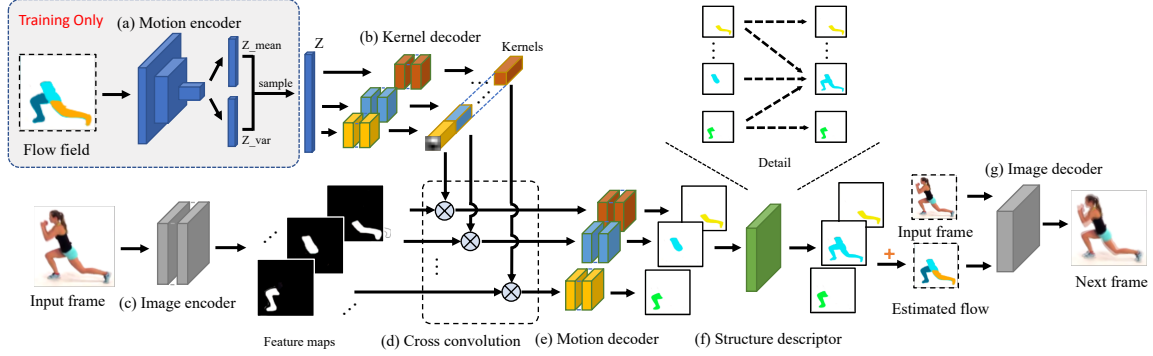 Training Only
(a) Motion encoder
Z_mean
sample
Z_var
Flow field
Z
(b) Kernel decoder
Kernels
Detail
Input frame
(c) Image encoder
Feature maps
(d) Cross convolution
(e) Motion decoder
(f) Structure descriptor
Input frame
+
Estimated flow
(g) Image decoder
Next frame